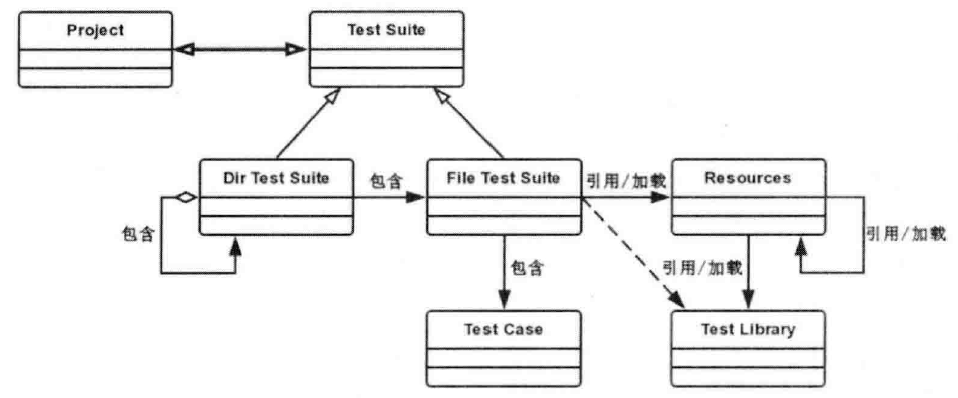 Project
Test Suite
Dir Test Suite
包含
File Test Suite
引用/加载
Resources
包含
引用/加载
包含
引用/加载
Test Case
Test Library